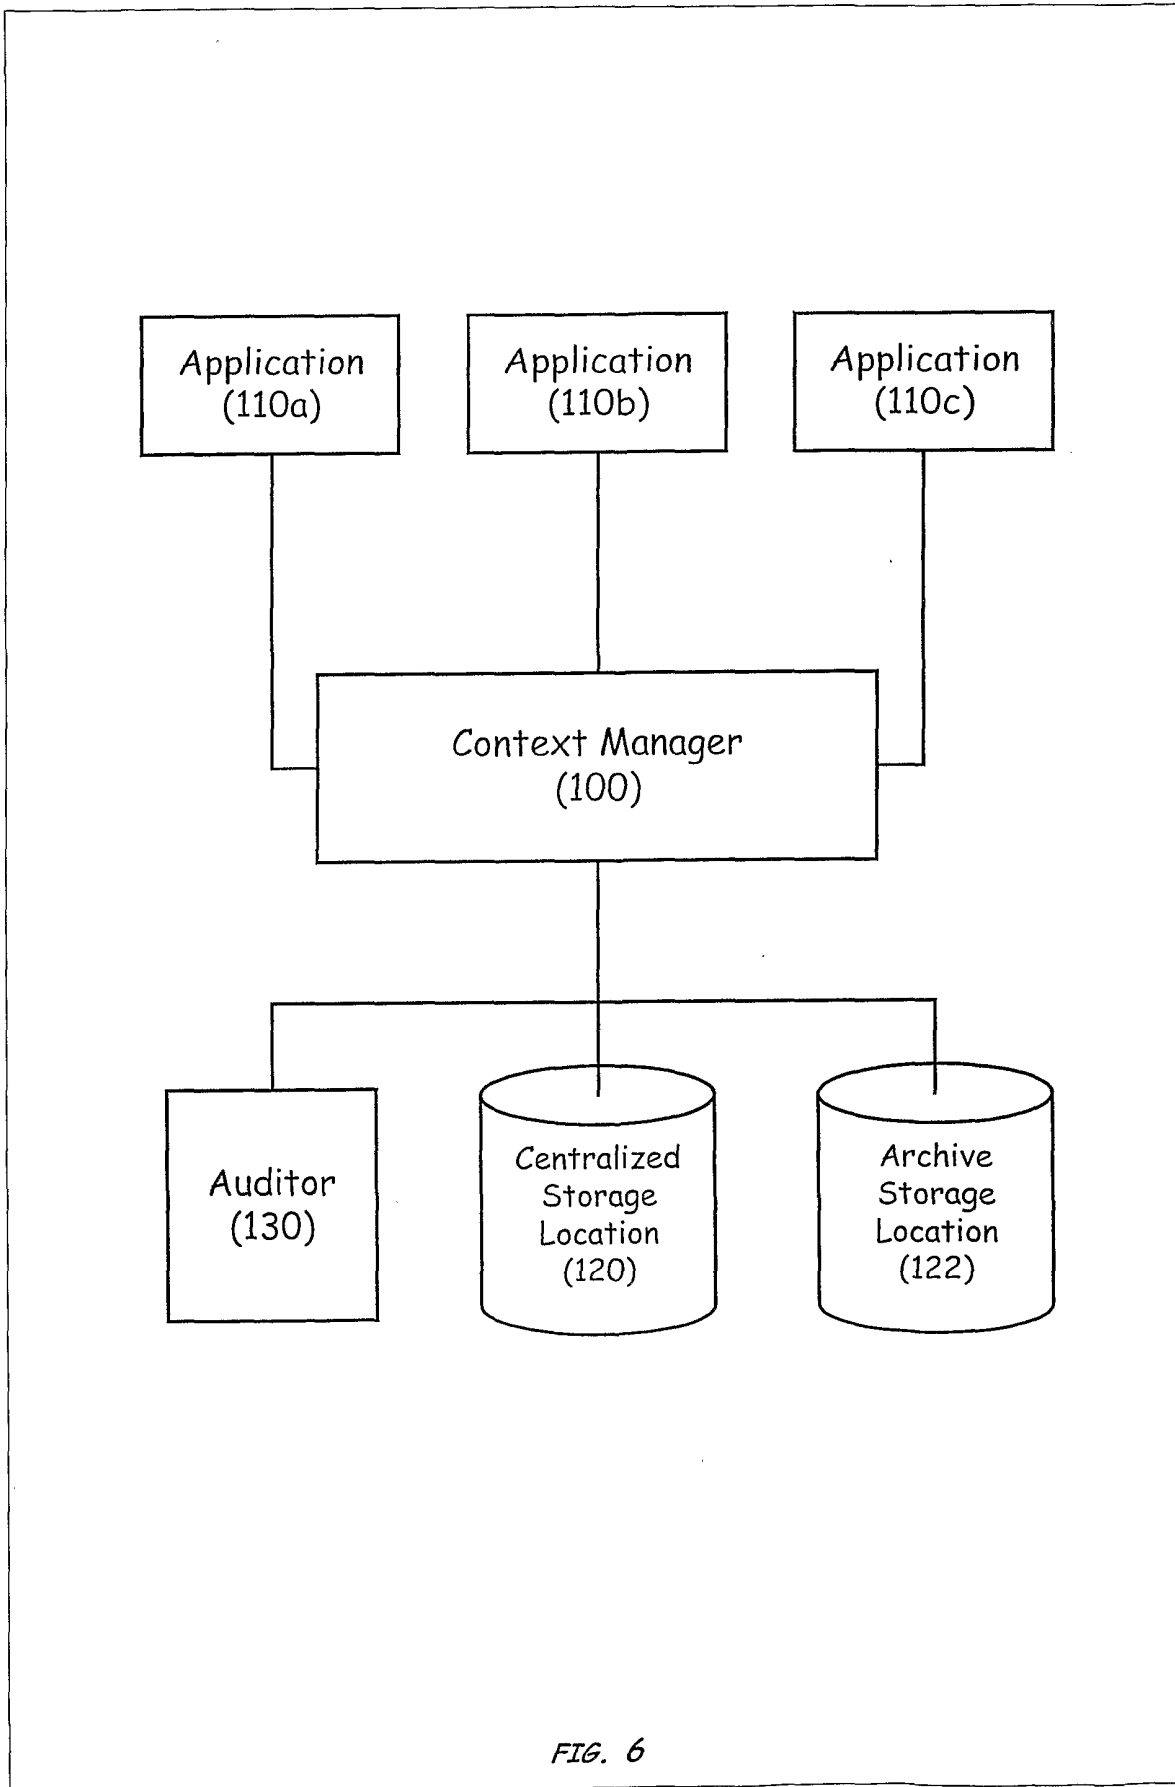 Application
(110a)
Application
(110b)
Application
(110c)
Context Manager
(100)
Auditor
(130)
Centralized
Storage
Location
(120)
Archive
Storage
Location
(122)
FIG. 6